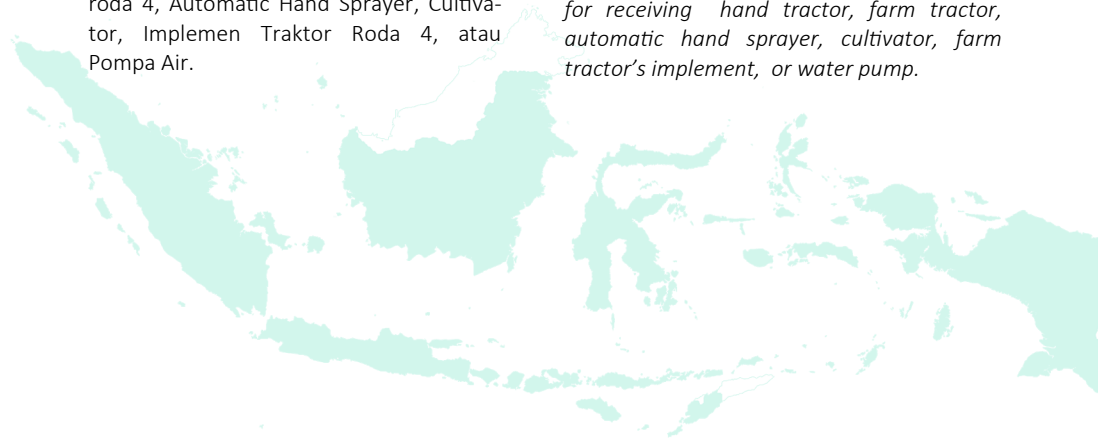 roda 4, Automatic Hand Sprayer, Cultiva-
tor, Implemen Traktor Roda 4, atau
Pompa Air.
for receiving hand tractor, farm tractor,
automatic hand sprayer, cultivator, farm
tractor’s implement, or water pump.